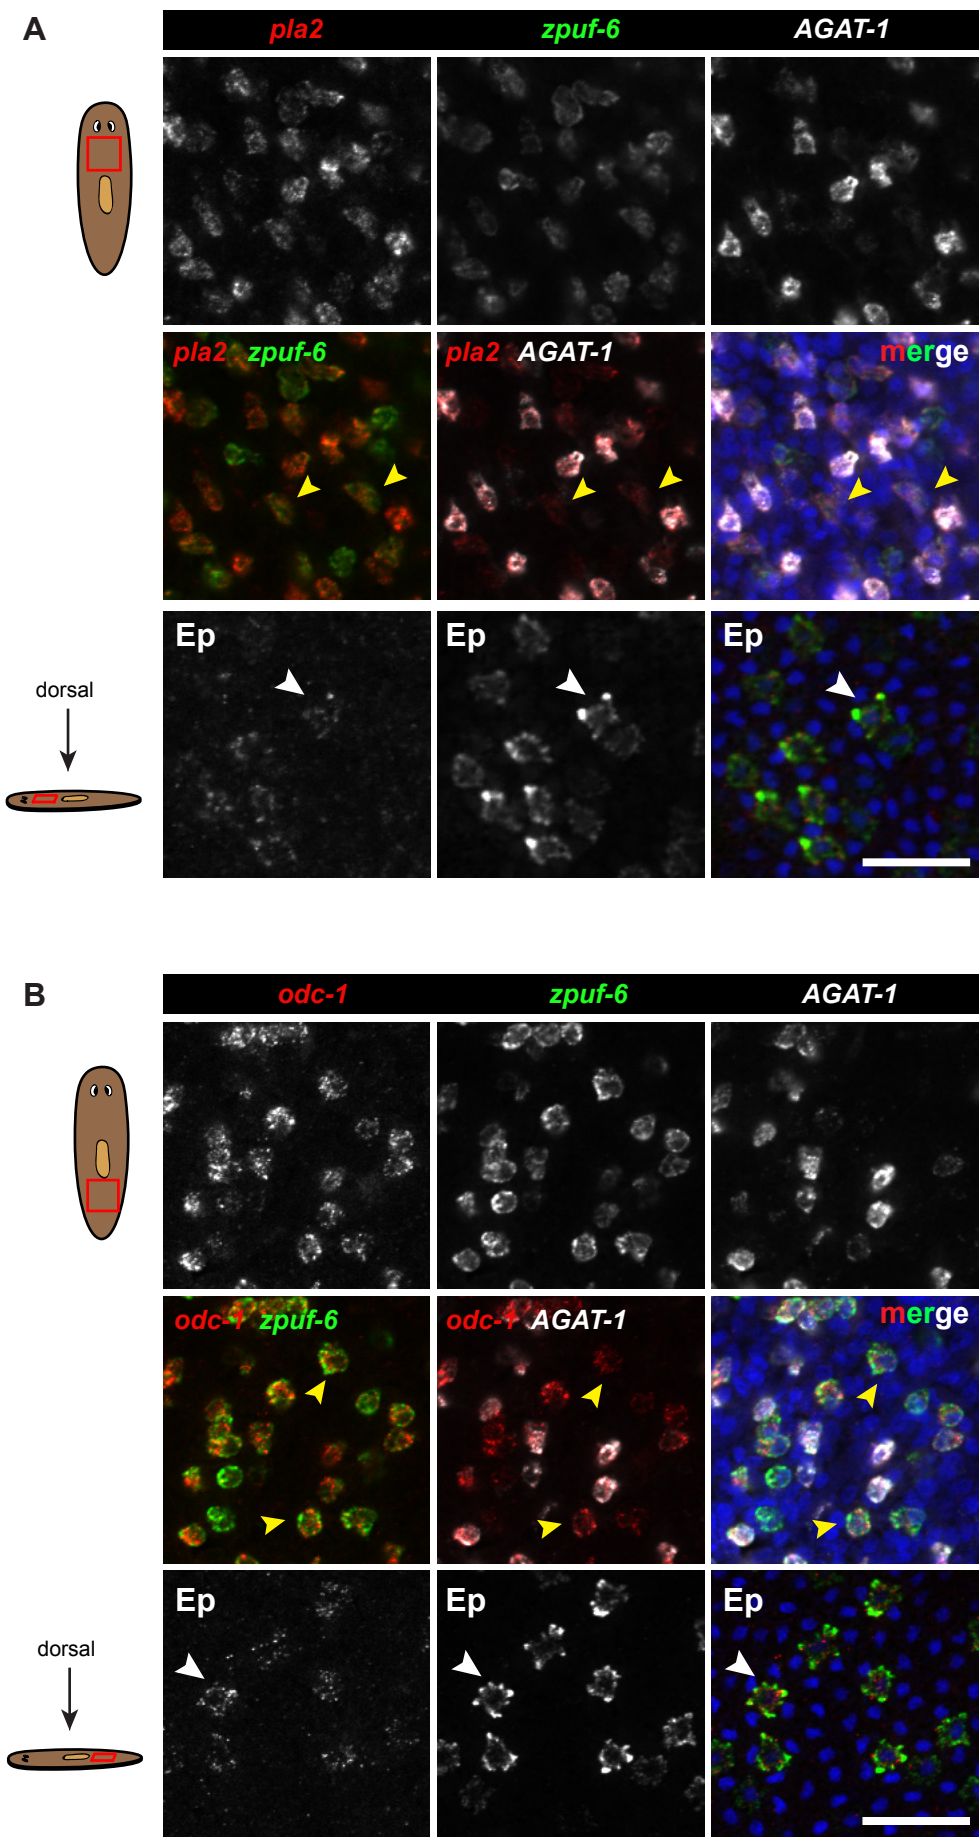 A
pla2 zpuf-6 AGAT-1
pla2 zpuf-6 pla2 AGAT-1 merge
Ep Ep Ep
dorsal
B
odc-1 zpuf-6 AGAT-1
odc-1 zpuf-6 odc-1 AGAT-1 merge
Ep Ep Ep
dorsal